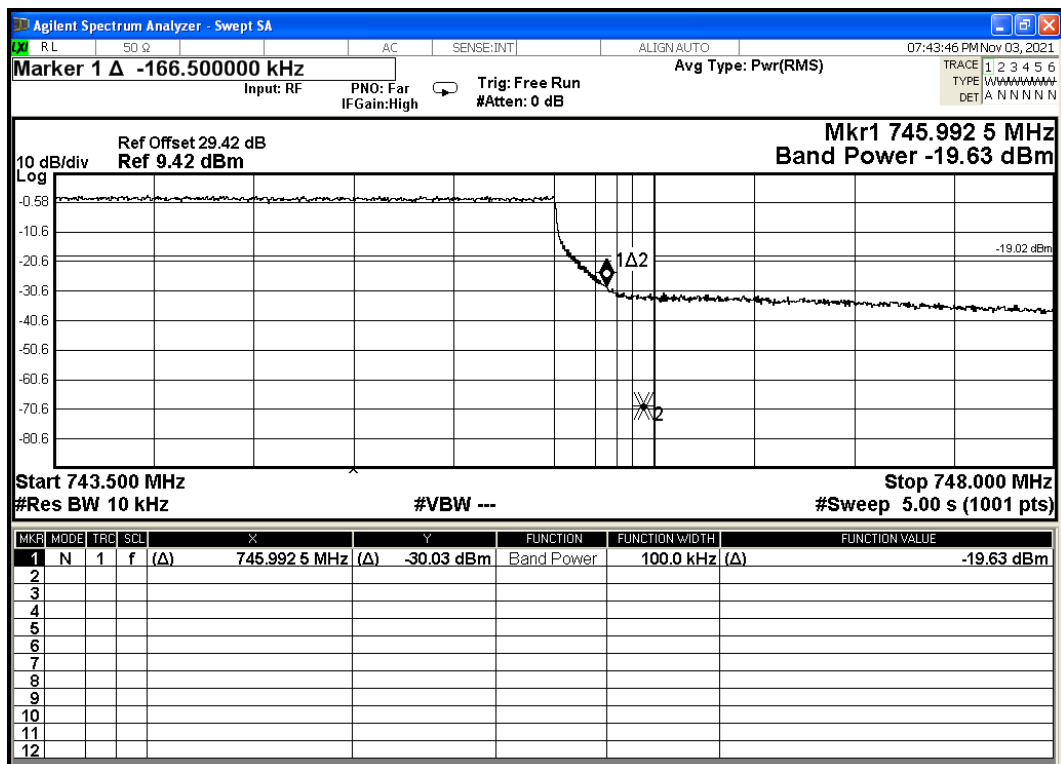 Agilent Spectrum Analyzer - Swept SA
LXI RL 50 Ω AC SENSE:INT ALIGN AUTO 07:43:46 PM Nov 03, 2021
Marker 1 Δ -166.500000 kHz
Input: RF PNO: Far Trig: Free Run Avg Type: Pwr(RMS) TRACE 1 2 3 4 5 6
IFGain:High #Atten: 0 dB TYPE WWWWWW
DET A N N N N N
Ref Offset 29.42 dB Mkr1 745.992 5 MHz
10 dB/div Ref 9.42 dBm Band Power -19.63 dBm
Log
-0.58
-10.6
-19.02 dBm
-20.6
1Δ2
-30.6
-40.6
-50.6
-60.6
-70.6
2
-80.6
Start 743.500 MHz Stop 748.000 MHz
#Res BW 10 kHz #VBW --- #Sweep 5.00 s (1001 pts)
MKR MODE TRC SCL X Y FUNCTION FUNCTION WIDTH FUNCTION VALUE
1 N 1 f (Δ) 745.992 5 MHz (Δ) -30.03 dBm Band Power 100.0 kHz (Δ) -19.63 dBm
2
3
4
5
6
7
8
9
10
11
12